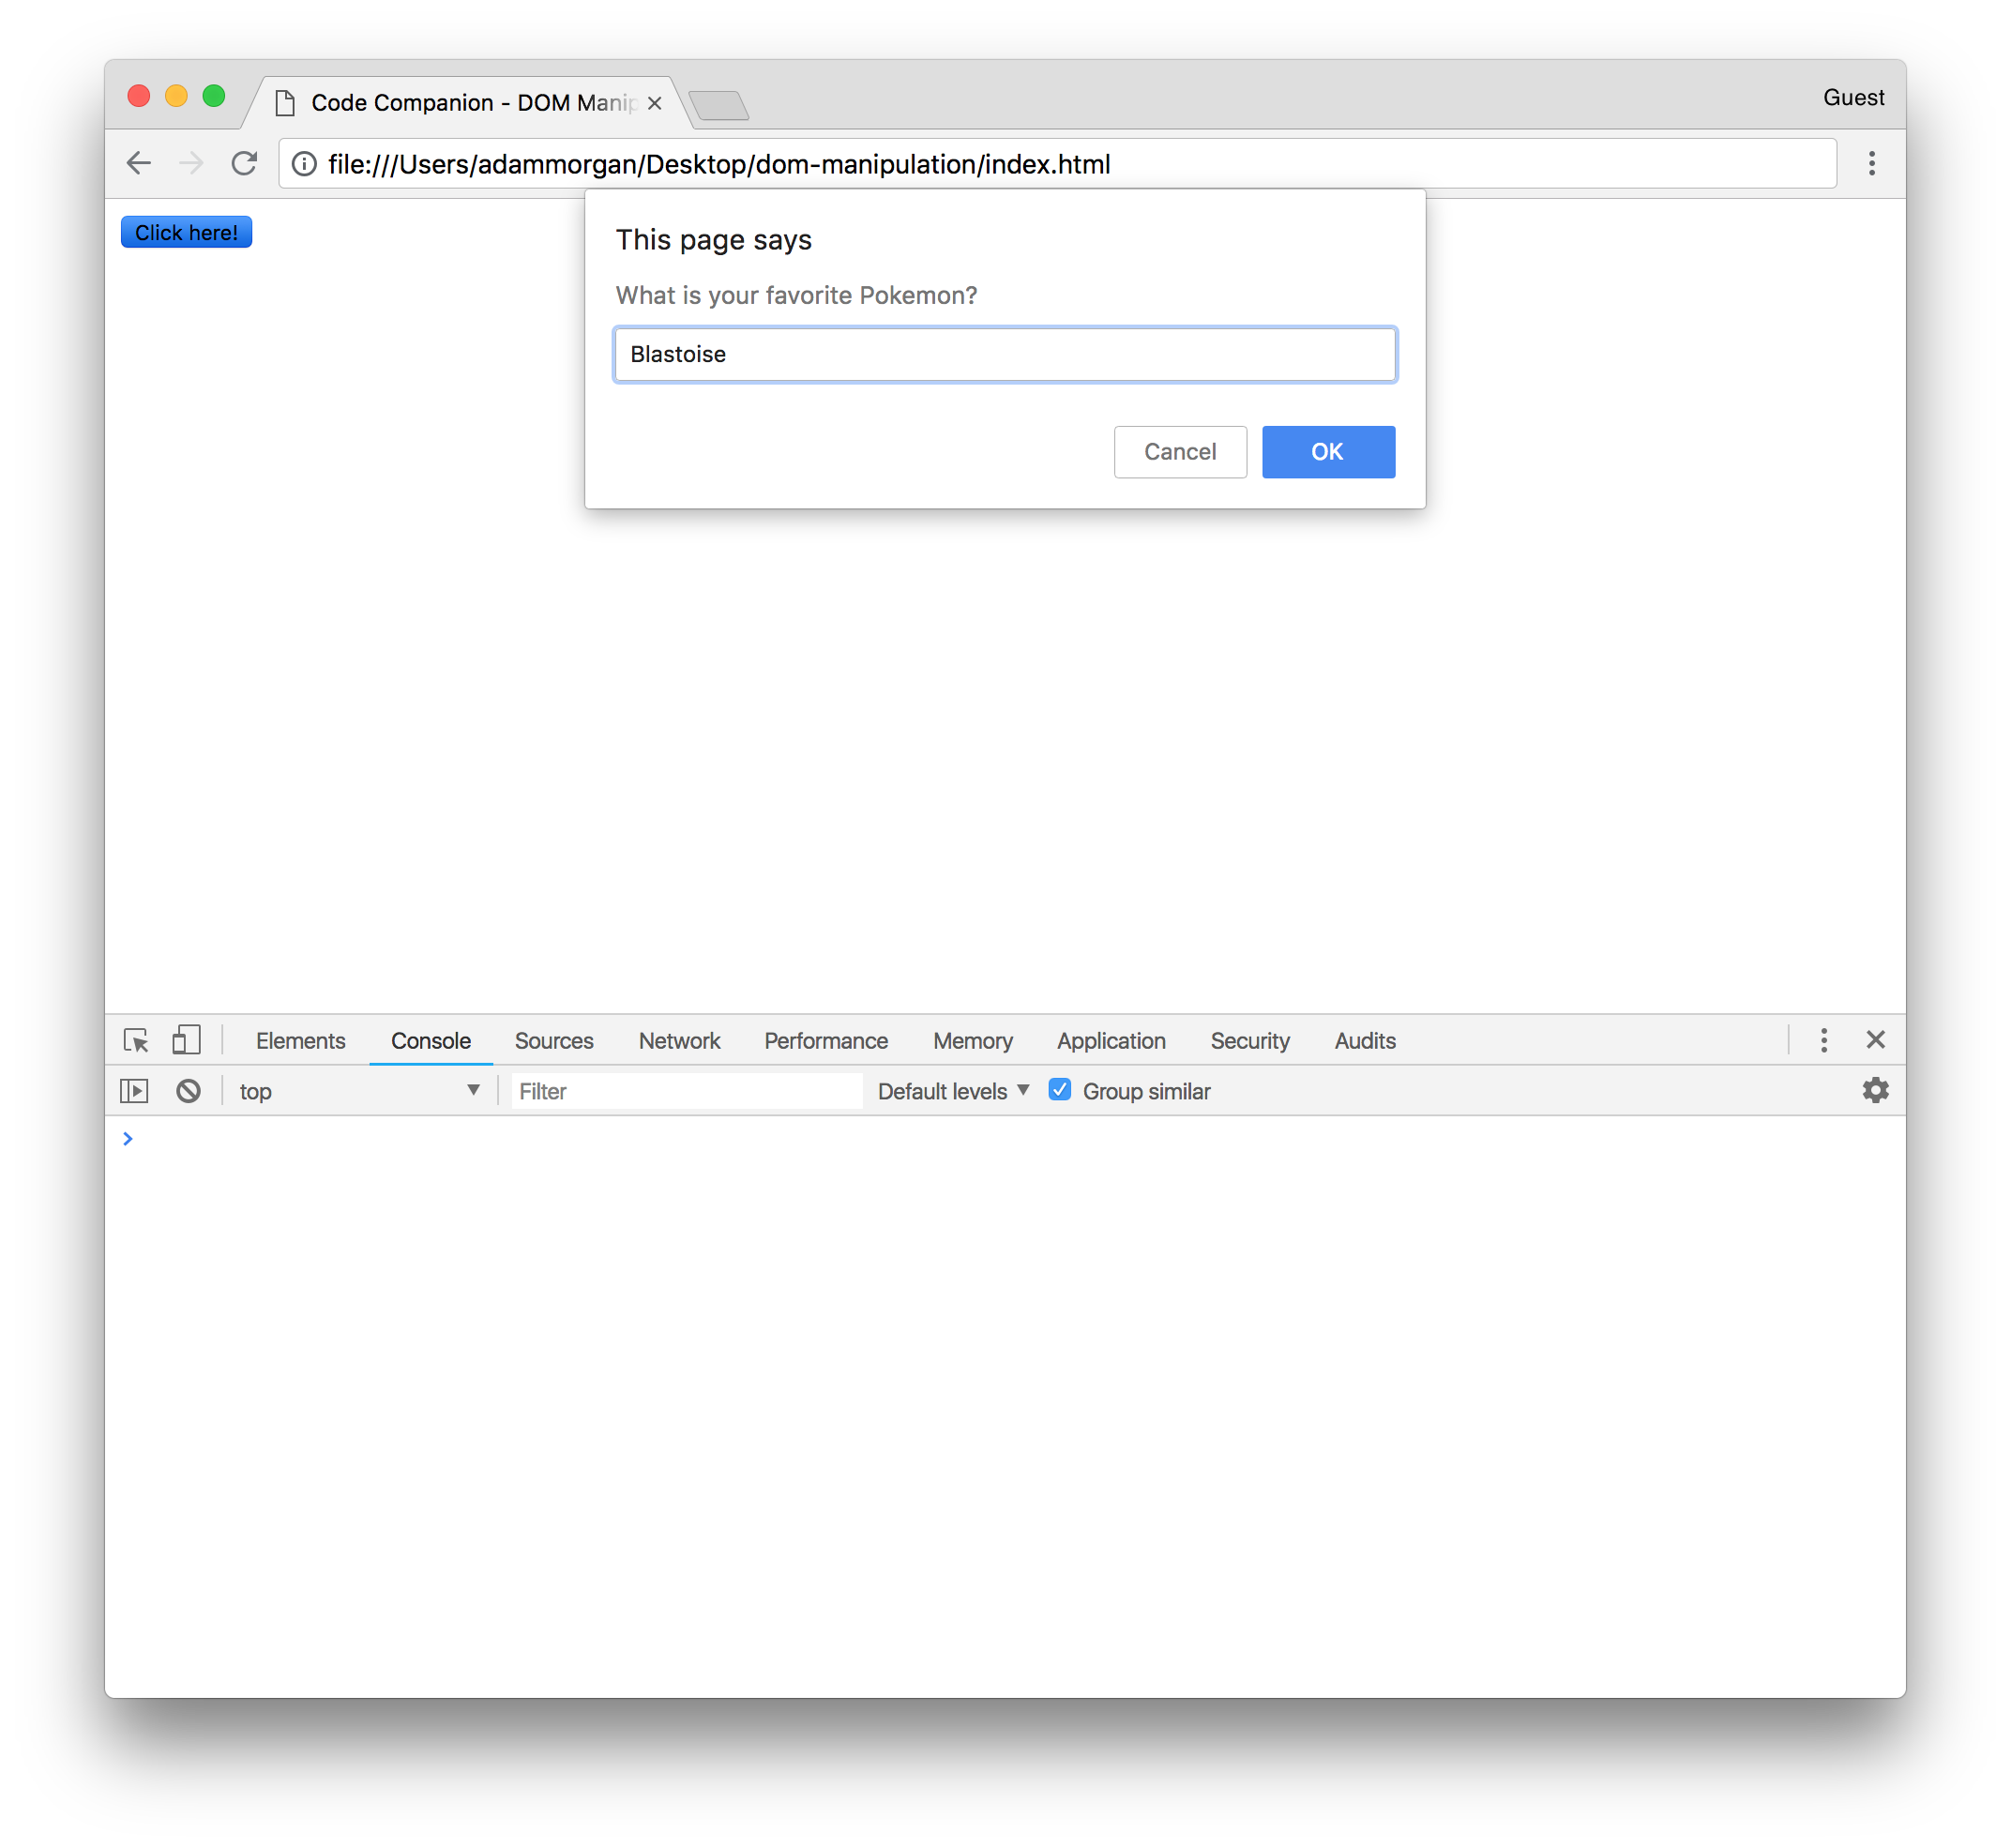 Code Companion - DOM Manip
Guest
file:///Users/adammorgan/Desktop/dom-manipulation/index.html
Click here!
This page says
What is your favorite Pokemon?
Blastoise
Cancel OK
Elements Console Sources Network Performance Memory Application Security Audits
top Filter Default levels Group similar